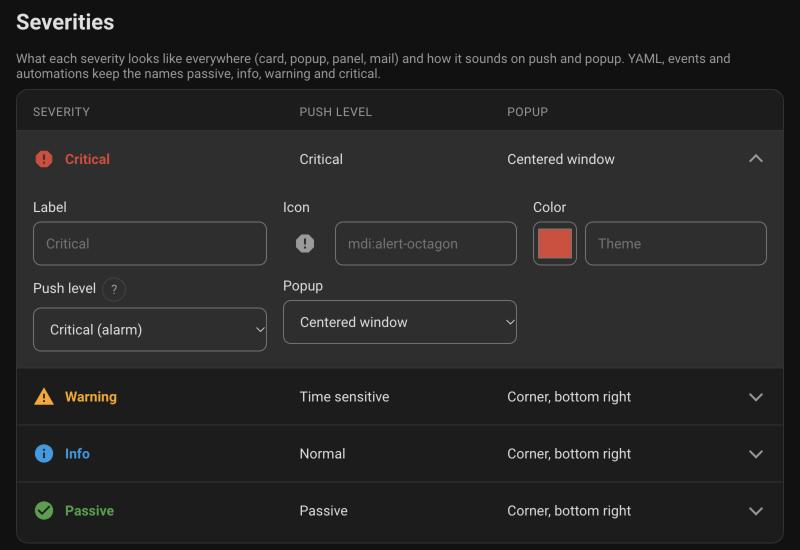 Severities
What each severity looks like everywhere (card, popup, panel, mail) and how it sounds on push and popup. YAML, events and
automations keep the names passive, info, warning and critical.
SEVERITY PUSH LEVEL POPUP
Critical Critical Centered window
Label Icon Color
Critical mdi:alert-octagon Theme
Push level ? Popup
Critical (alarm) Centered window
Warning Time sensitive Corner, bottom right
Info Normal Corner, bottom right
Passive Passive Corner, bottom right